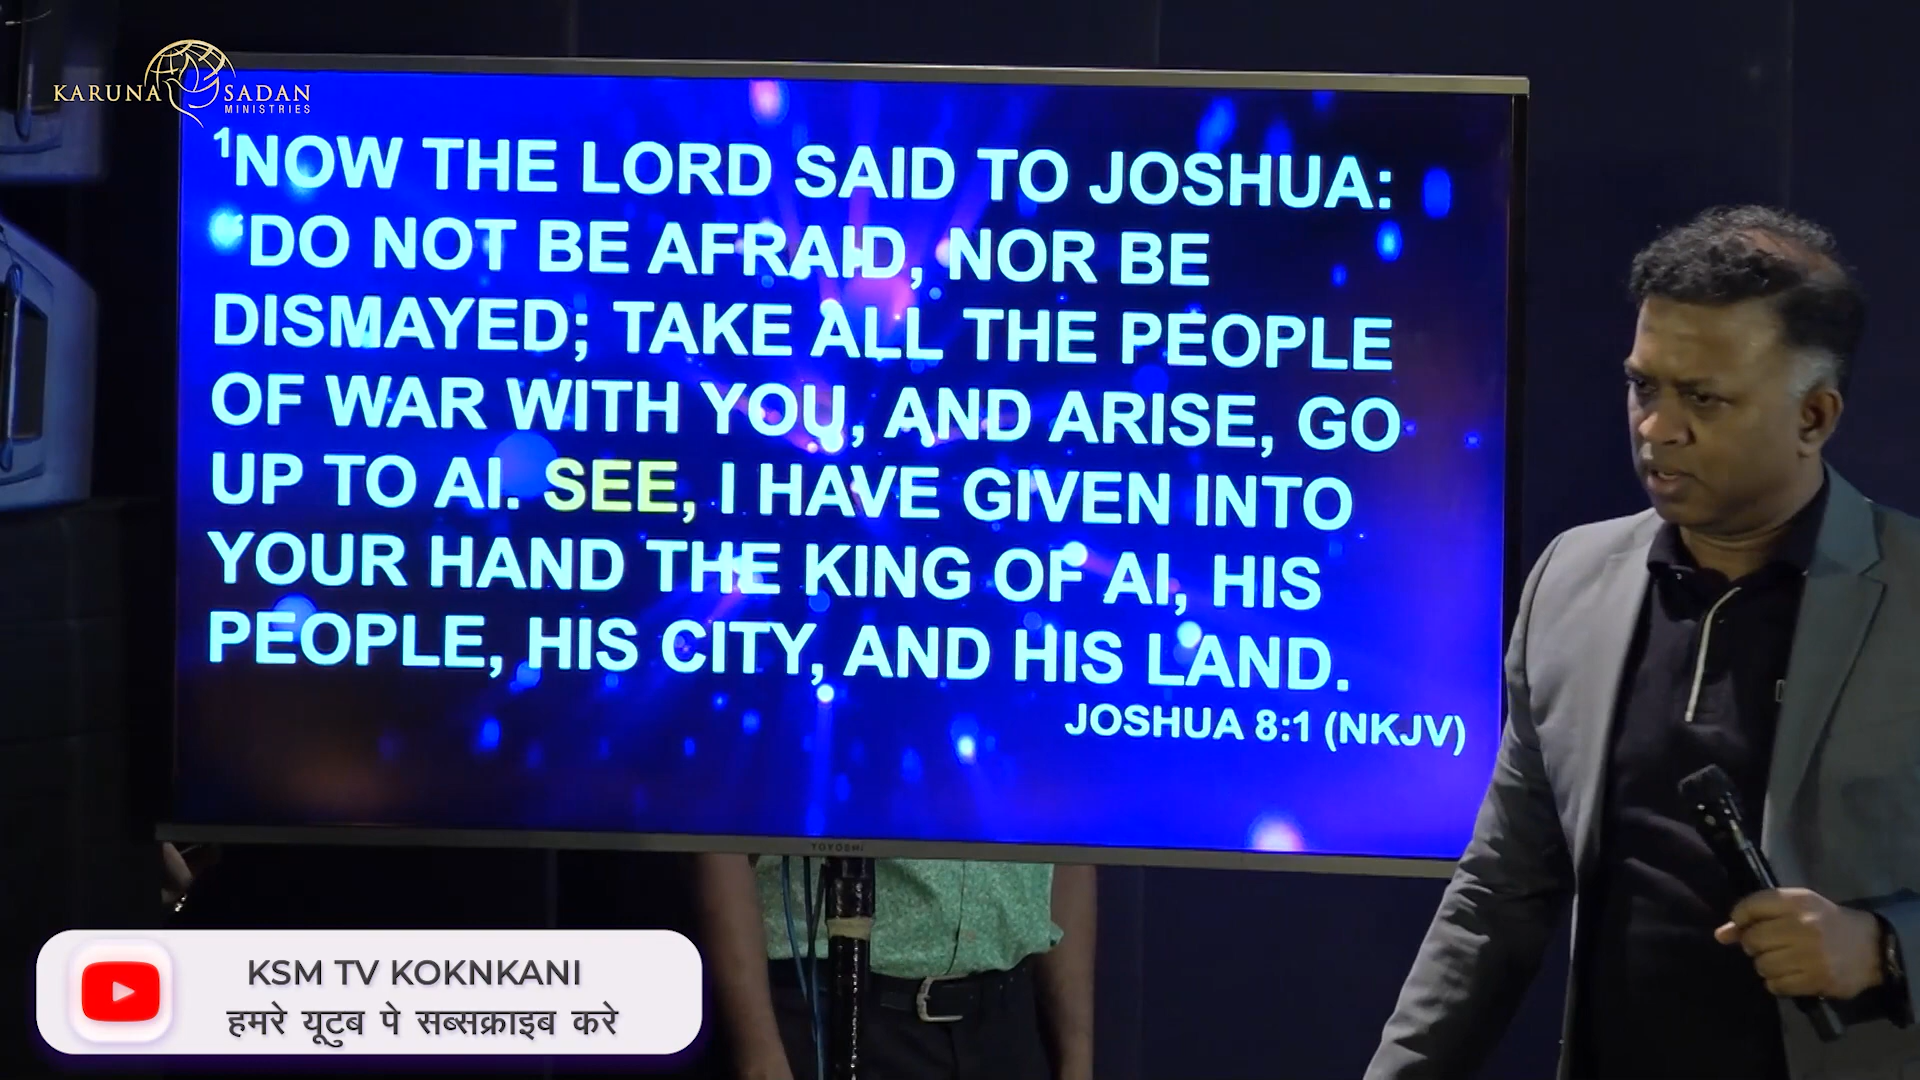 KARUNA SADAN
MINISTRIES
¹NOW THE LORD SAID TO JOSHUA:
“DO NOT BE AFRAID, NOR BE
DISMAYED; TAKE ALL THE PEOPLE
OF WAR WITH YOU, AND ARISE, GO
UP TO AI. SEE, I HAVE GIVEN INTO
YOUR HAND THE KING OF AI, HIS
PEOPLE, HIS CITY, AND HIS LAND.
JOSHUA 8:1 (NKJV)
YOYOSHI
KSM TV KOKNKANI
हमरे यूटुब पे सब्सक्राइब करे